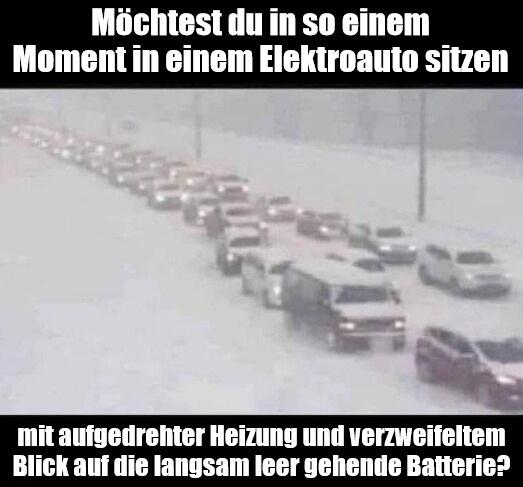 Möchtest du in so einem
Moment in einem Elektroauto sitzen
mit aufgedrehter Heizung und verzweifeltem
Blick auf die langsam leer gehende Batterie?